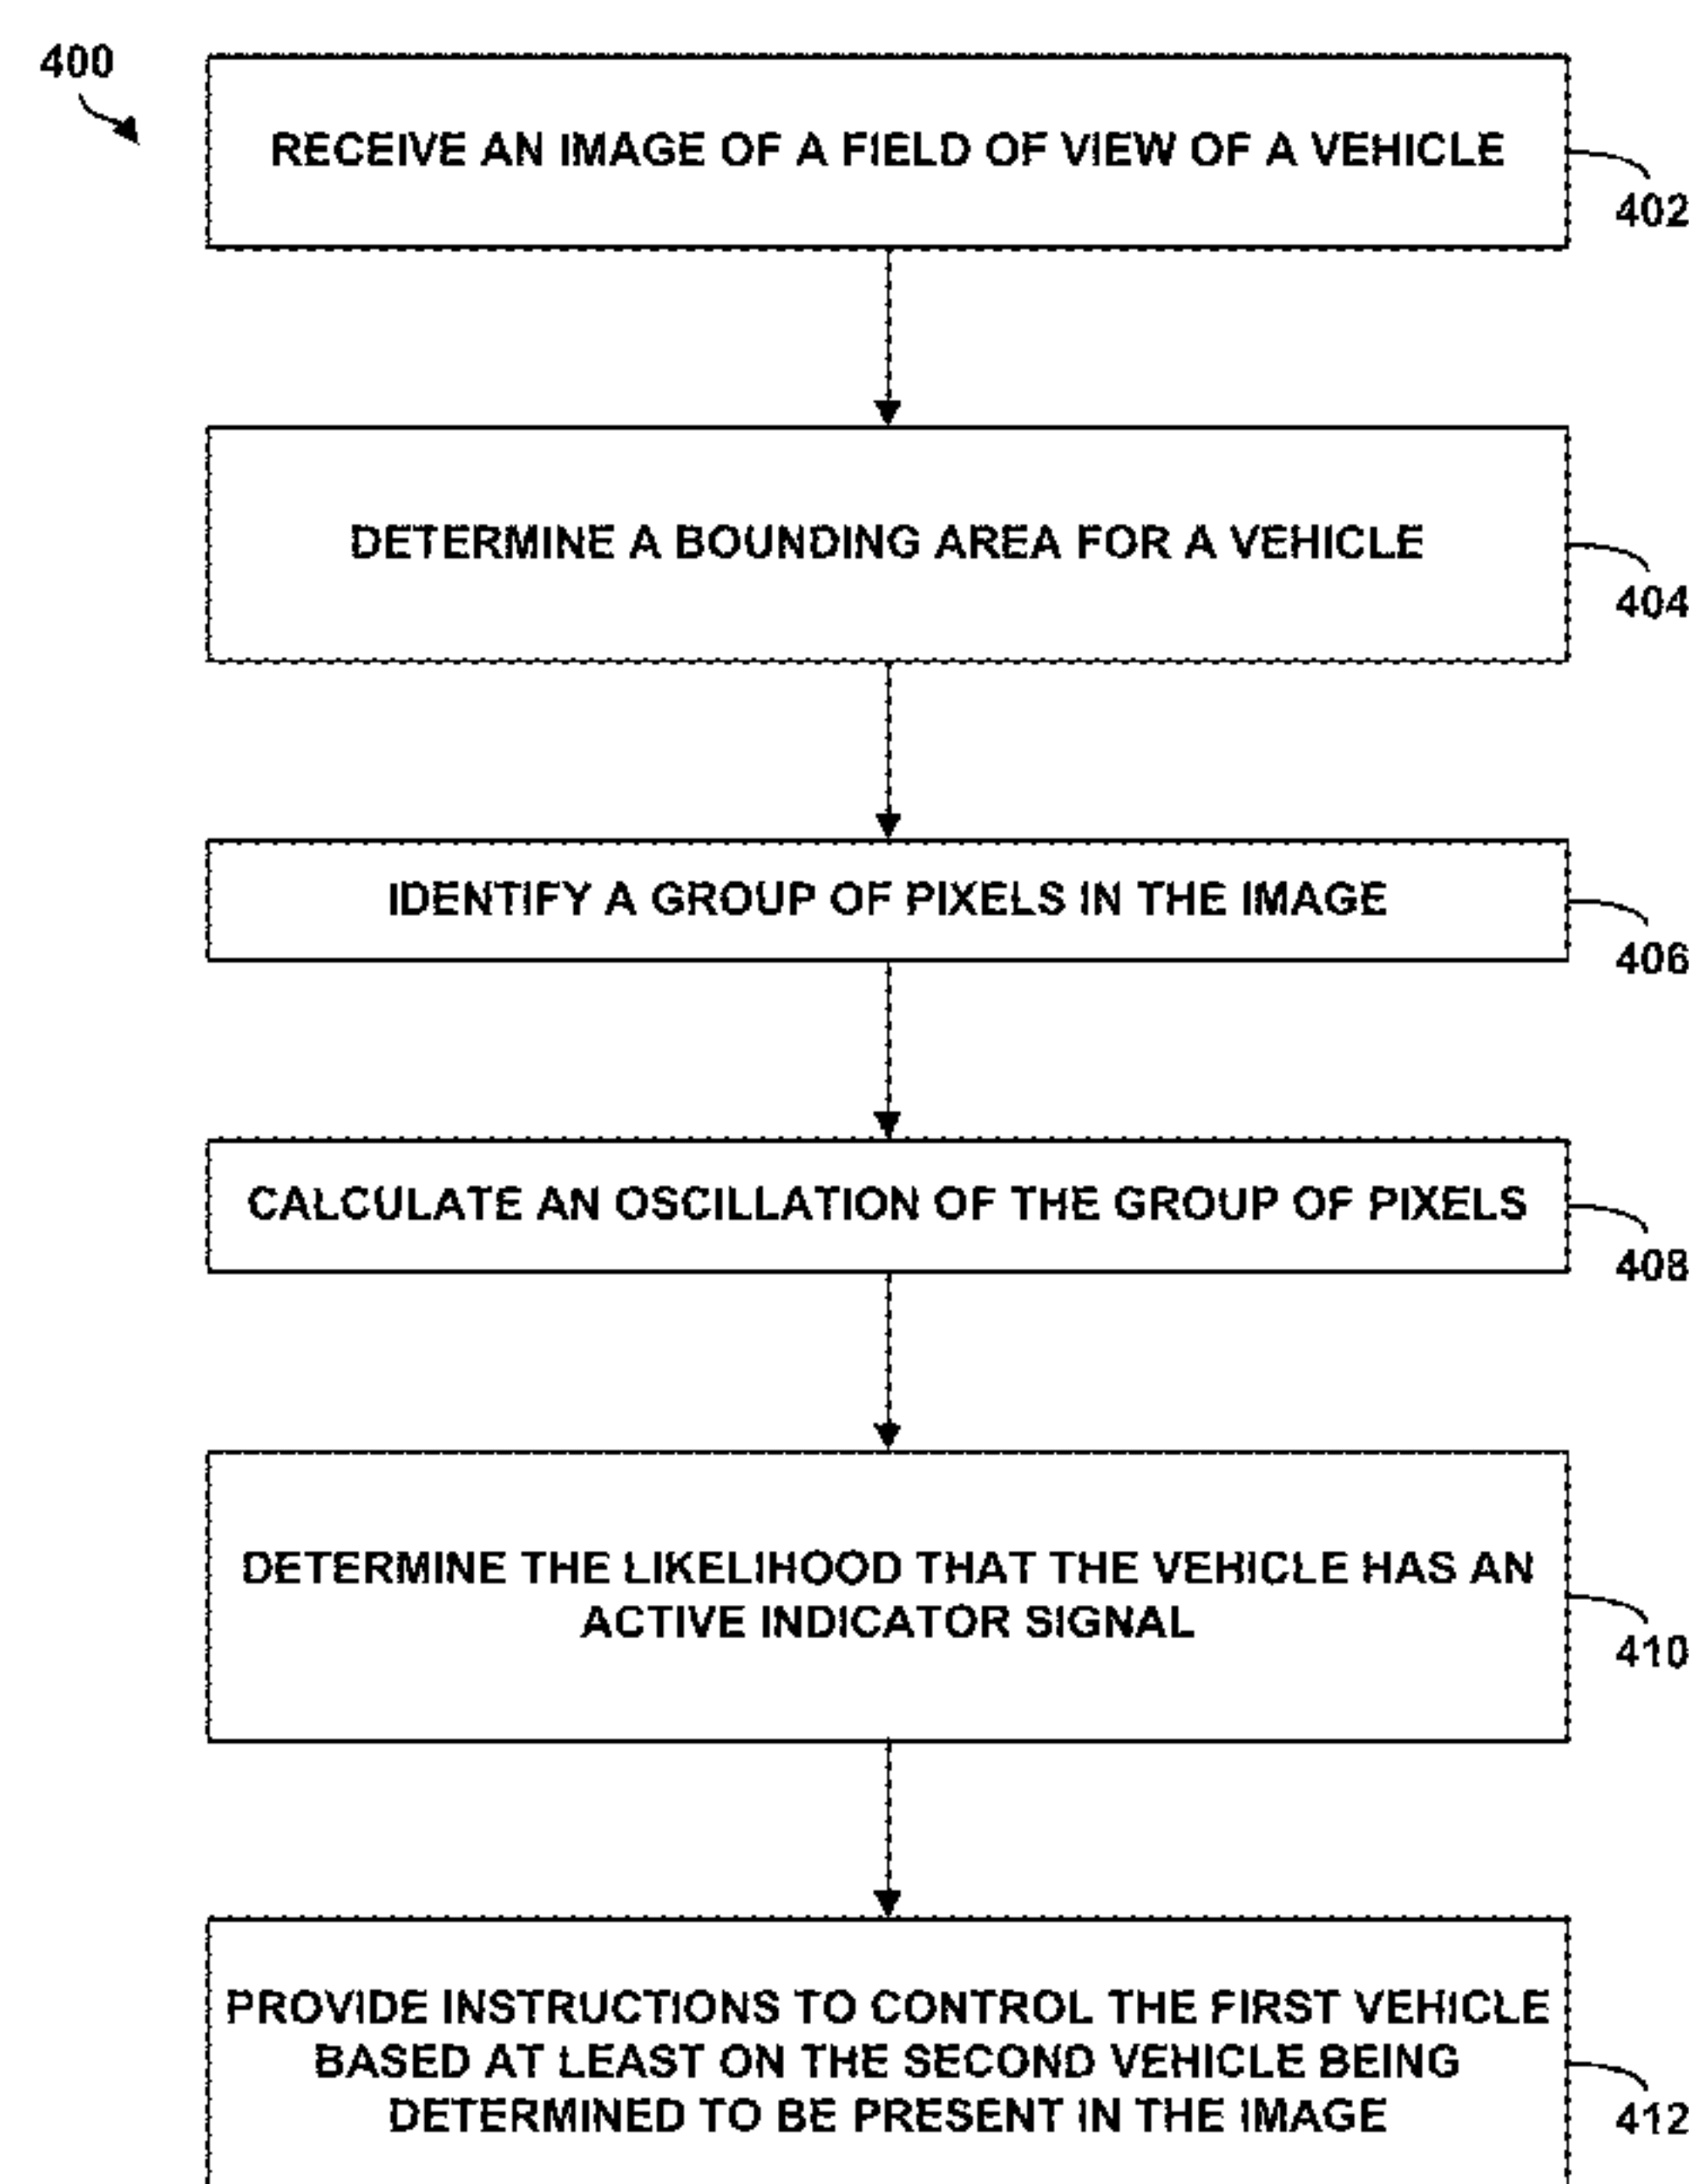 400
RECEIVE AN IMAGE OF A FIELD OF VIEW OF A VEHICLE
402
DETERMINE A BOUNDING AREA FOR A VEHICLE
404
IDENTIFY A GROUP OF PIXELS IN THE IMAGE
406
CALCULATE AN OSCILLATION OF THE GROUP OF PIXELS
408
DETERMINE THE LIKELIHOOD THAT THE VEHICLE HAS AN
ACTIVE INDICATOR SIGNAL
410
PROVIDE INSTRUCTIONS TO CONTROL THE FIRST VEHICLE
BASED AT LEAST ON THE SECOND VEHICLE BEING
DETERMINED TO BE PRESENT IN THE IMAGE
412